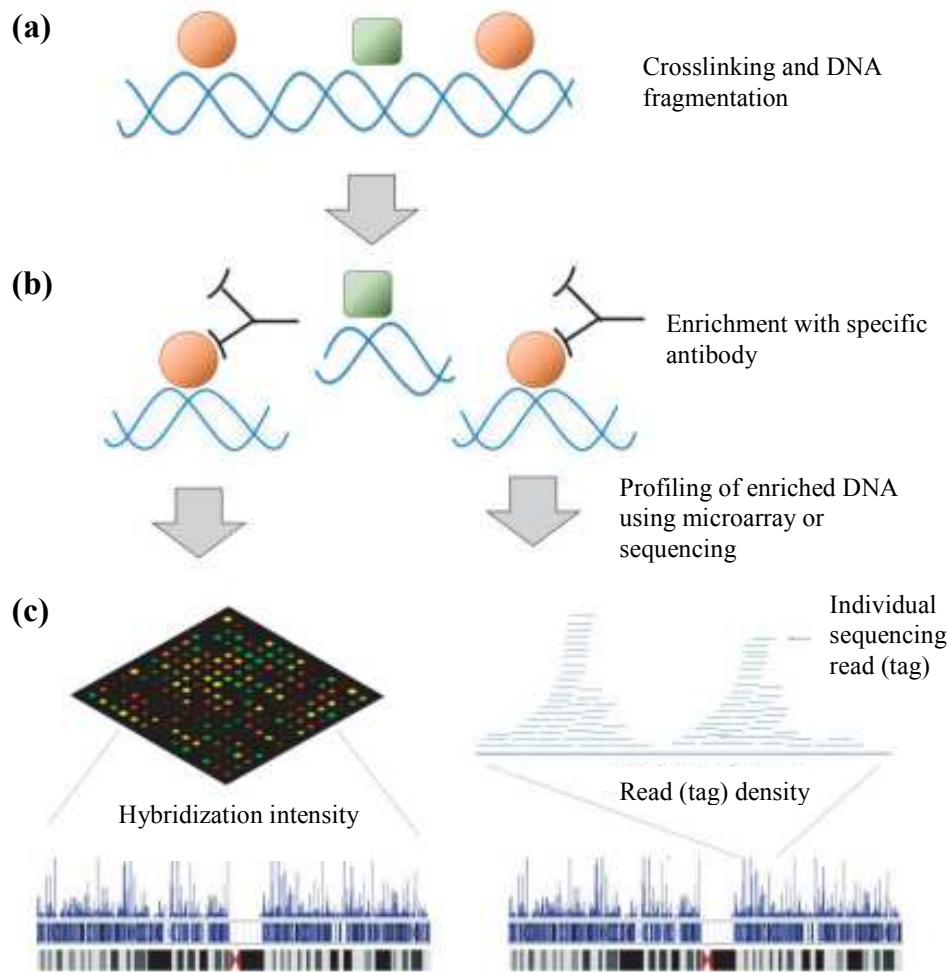 (a)
Crosslinking and DNA
fragmentation
(b)
Enrichment with specific
antibody
Profiling of enriched DNA
using microarray or
sequencing
(c)
Individual
sequencing
read (tag)
Hybridization intensity
Read (tag) density